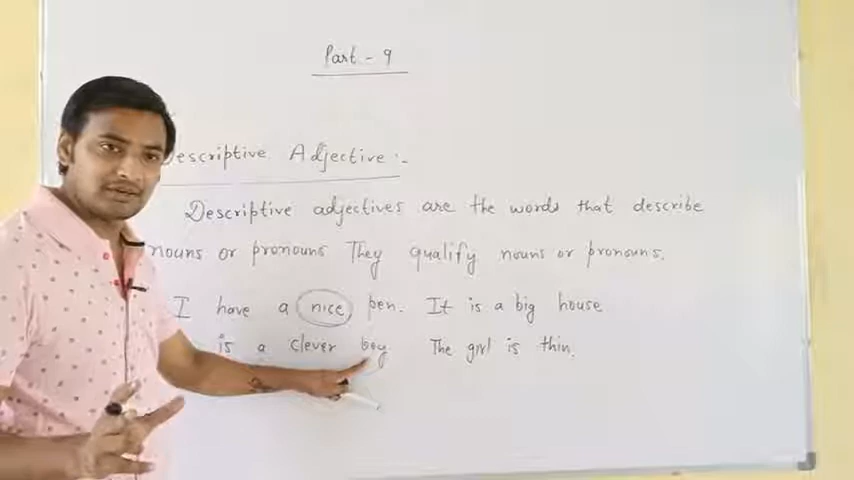 Part - 9
Descriptive Adjective :-
Descriptive adjectives are the words that describe
nouns or pronouns They qualify nouns or pronouns.
I have a nice pen. It is a big house
is a clever boy. The girl is thin.